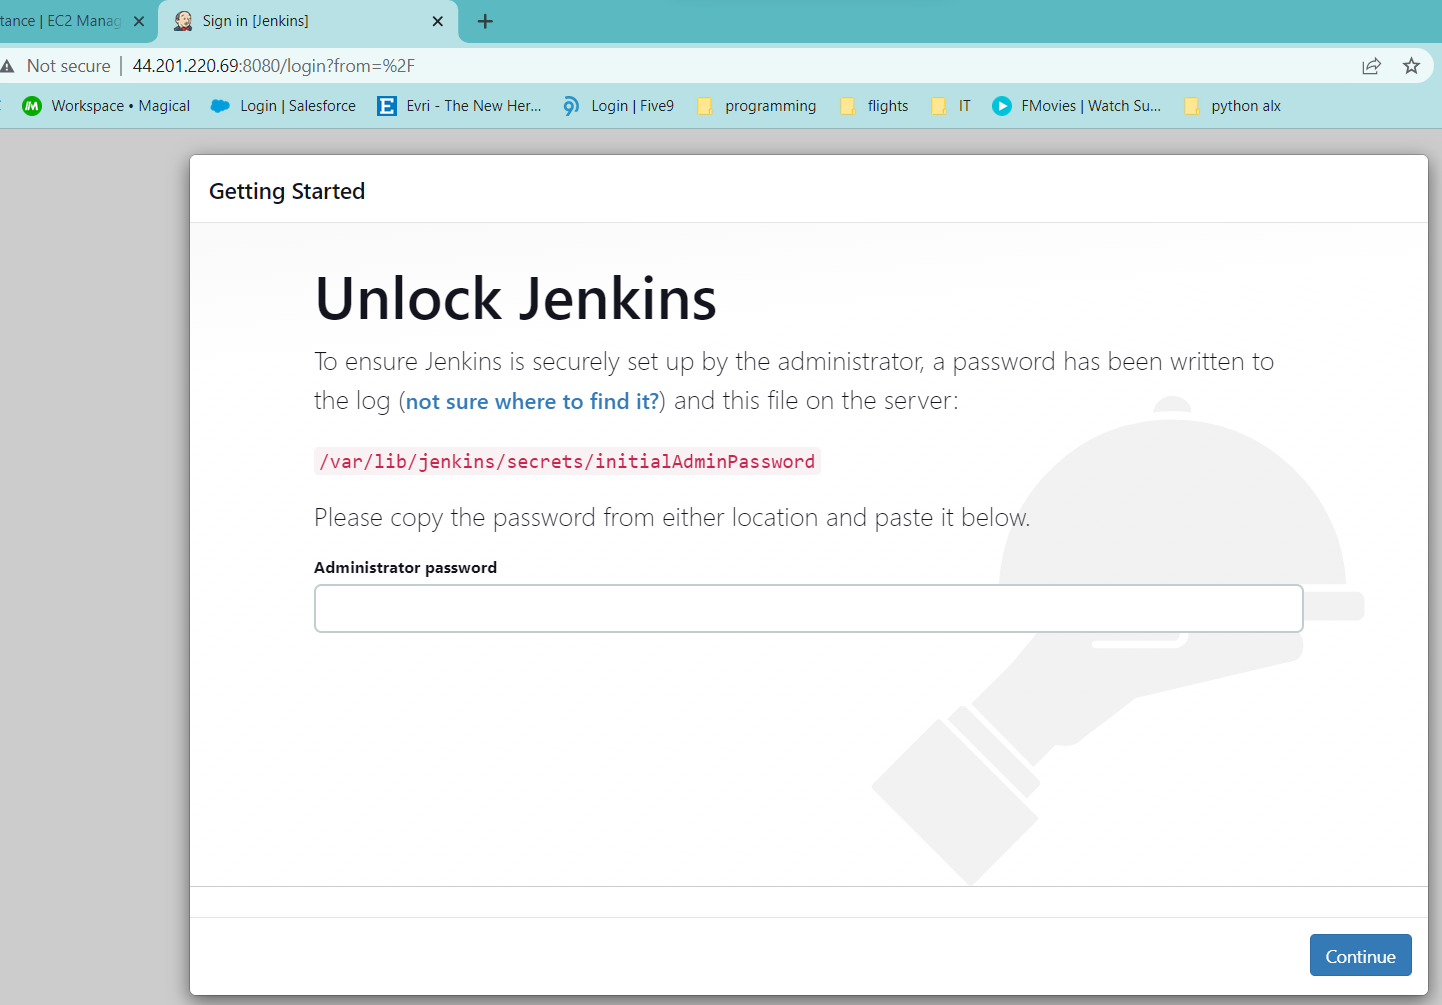 tance | EC2 Manag
Sign in [Jenkins]
Not secure | 44.201.220.69:8080/login?from=%2F
Workspace • Magical Login | Salesforce Evri - The New Her... Login | Five9 programming flights IT FMovies | Watch Su... python alx
Getting Started
Unlock Jenkins
To ensure Jenkins is securely set up by the administrator, a password has been written to
the log (not sure where to find it?) and this file on the server:
/var/lib/jenkins/secrets/initialAdminPassword
Please copy the password from either location and paste it below.
Administrator password
Continue